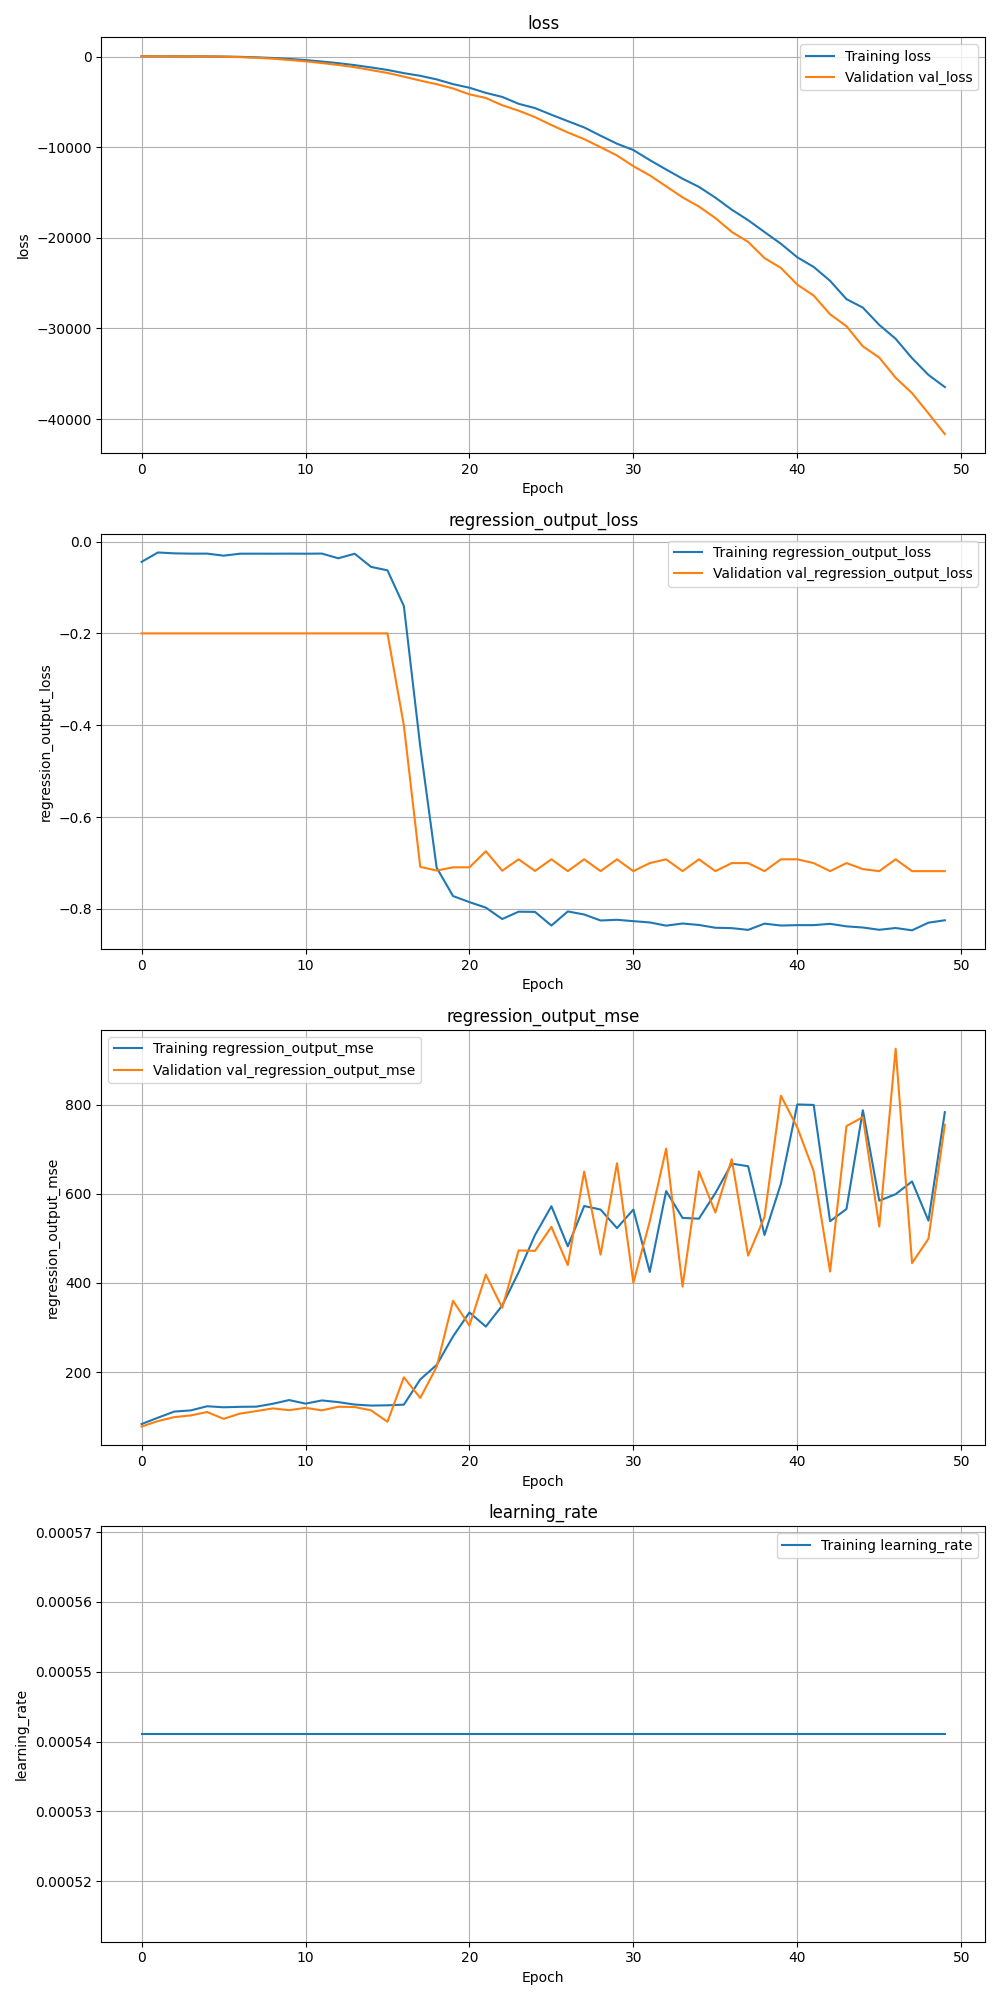 loss
Training loss
Validation val_loss
0
−10000
−20000
−30000
−40000
loss
0
10
20
30
40
50
Epoch
regression_output_loss
Training regression_output_loss
Validation val_regression_output_loss
0.0
−0.2
−0.4
−0.6
−0.8
regression_output_loss
0
10
20
30
40
50
Epoch
regression_output_mse
Training regression_output_mse
Validation val_regression_output_mse
800
600
400
200
regression_output_mse
0
10
20
30
40
50
Epoch
learning_rate
Training learning_rate
0.00057
0.00056
0.00055
0.00054
0.00053
0.00052
learning_rate
0
10
20
30
40
50
Epoch